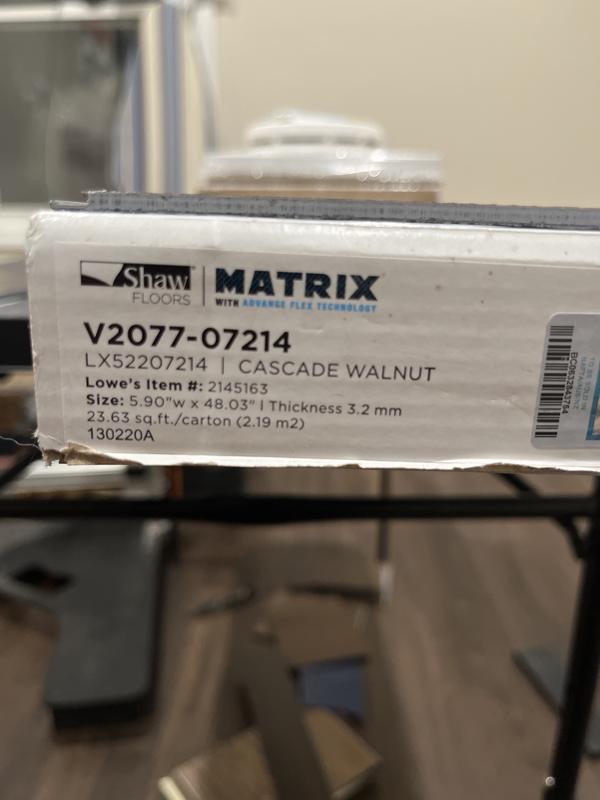 Shaw
FLOORS
MATRIX
WITH ADVANCE FLEX TECHNOLOGY
V2077-07214
LX52207214 | CASCADE WALNUT
Lowe's Item #: 2145163
Size: 5.90"w x 48.03" | Thickness 3.2 mm
23.63 sq.ft./carton (2.19 m2)
130220A